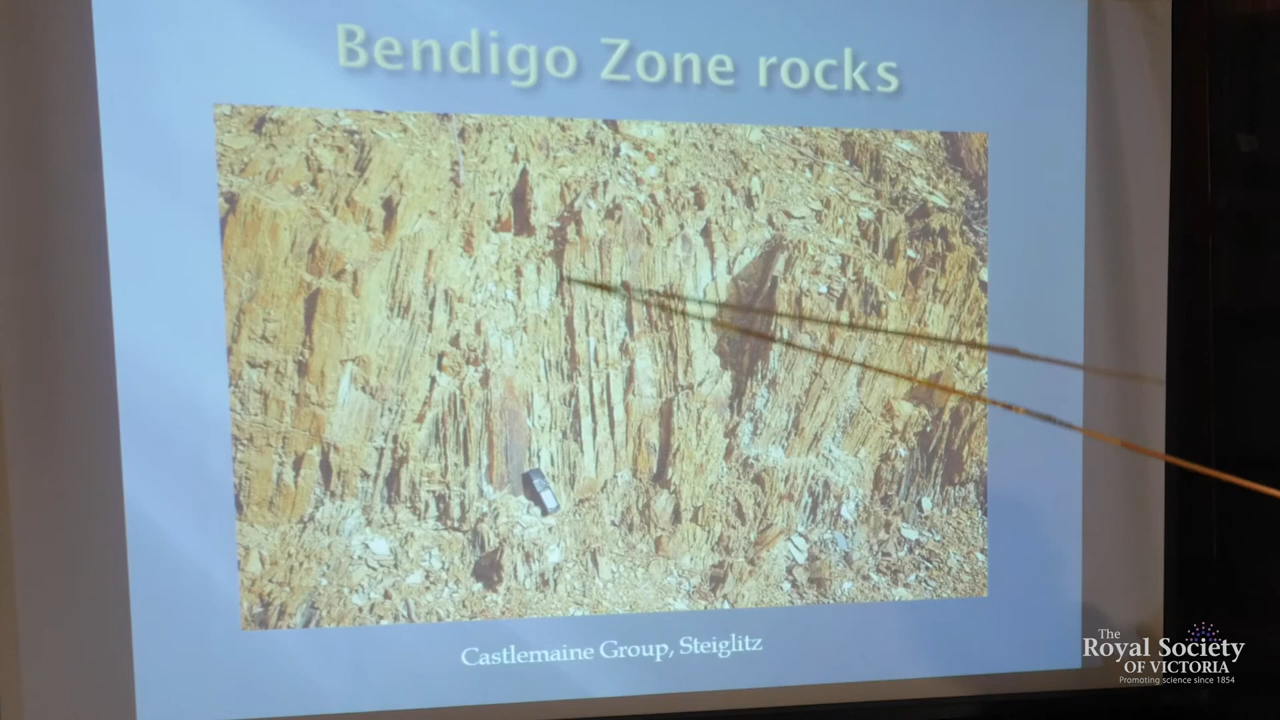 Bendigo Zone rocks
Castlemaine Group, Steiglitz
The
Royal Society
OF VICTORIA
Promoting science since 1854